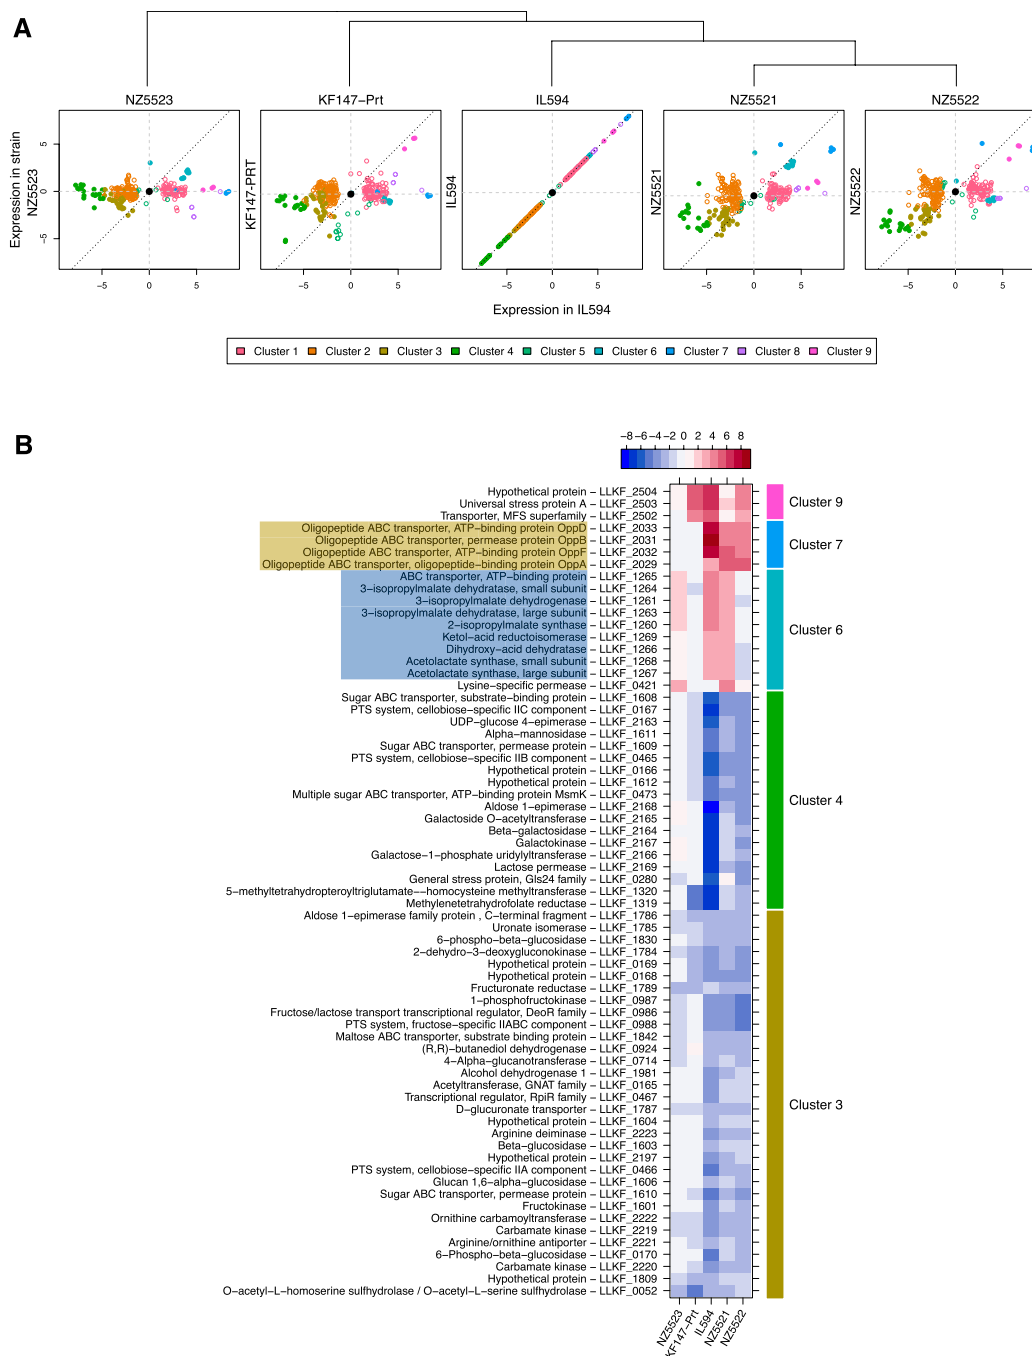 A
NZ5523
KF147−Prt
IL594
NZ5521
NZ5522
Expression in strain
NZ5523
KF147-PRT
IL594
NZ5521
NZ5522
5
0
−5
−5 0 5
−5 0 5
−5 0 5
−5 0 5
−5 0 5
Expression in IL594
Cluster 1
Cluster 2
Cluster 3
Cluster 4
Cluster 5
Cluster 6
Cluster 7
Cluster 8
Cluster 9
B
−8 −6 −4 −2 0 2 4 6 8
Hypothetical protein − LLKF_2504
Universal stress protein A − LLKF_2503
Transporter, MFS superfamily − LLKF_2502
Oligopeptide ABC transporter, ATP−binding protein OppD − LLKF_2033
Oligopeptide ABC transporter, permease protein OppB − LLKF_2031
Oligopeptide ABC transporter, ATP−binding protein OppF − LLKF_2032
Oligopeptide ABC transporter, oligopeptide−binding protein OppA − LLKF_2029
ABC transporter, ATP−binding protein − LLKF_1265
3−isopropylmalate dehydratase, small subunit − LLKF_1264
3−isopropylmalate dehydrogenase − LLKF_1261
3−isopropylmalate dehydratase, large subunit − LLKF_1263
2−isopropylmalate synthase − LLKF_1260
Ketol−acid reductoisomerase − LLKF_1269
Dihydroxy−acid dehydratase − LLKF_1266
Acetolactate synthase, small subunit − LLKF_1268
Acetolactate synthase, large subunit − LLKF_1267
Lysine−specific permease − LLKF_0421
Sugar ABC transporter, substrate−binding protein − LLKF_1608
PTS system, cellobiose−specific IIC component − LLKF_0167
UDP−glucose 4−epimerase − LLKF_2163
Alpha−mannosidase − LLKF_1611
Sugar ABC transporter, permease protein − LLKF_1609
PTS system, cellobiose−specific IIB component − LLKF_0465
Hypothetical protein − LLKF_0166
Hypothetical protein − LLKF_1612
Multiple sugar ABC transporter, ATP−binding protein MsmK − LLKF_0473
Aldose 1−epimerase − LLKF_2168
Galactoside O−acetyltransferase − LLKF_2165
Beta−galactosidase − LLKF_2164
Galactokinase − LLKF_2167
Galactose−1−phosphate uridylyltransferase − LLKF_2166
Lactose permease − LLKF_2169
General stress protein, Gls24 family − LLKF_0280
5−methyltetrahydropteroyltriglutamate−−homocysteine methyltransferase − LLKF_1320
Methylenetetrahydrofolate reductase − LLKF_1319
Aldose 1−epimerase family protein , C−terminal fragment − LLKF_1786
Uronate isomerase − LLKF_1785
6−phospho−beta−glucosidase − LLKF_1830
2−dehydro−3−deoxygluconokinase − LLKF_1784
Hypothetical protein − LLKF_0169
Hypothetical protein − LLKF_0168
Fructuronate reductase − LLKF_1789
1−phosphofructokinase − LLKF_0987
Fructose/lactose transport transcriptional regulator, DeoR family − LLKF_0986
PTS system, fructose−specific IIABC component − LLKF_0988
Maltose ABC transporter, substrate binding protein − LLKF_1842
(R,R)−butanediol dehydrogenase − LLKF_0924
4−Alpha−glucanotransferase − LLKF_0714
Alcohol dehydrogenase 1 − LLKF_1981
Acetyltransferase, GNAT family − LLKF_0165
Transcriptional regulator, RpiR family − LLKF_0467
D−glucuronate transporter − LLKF_1787
Hypothetical protein − LLKF_1604
Arginine deiminase − LLKF_2223
Beta−glucosidase − LLKF_1603
Hypothetical protein − LLKF_2197
PTS system, cellobiose−specific IIA component − LLKF_0466
Glucan 1,6−alpha−glucosidase − LLKF_1606
Sugar ABC transporter, permease protein − LLKF_1610
Fructokinase − LLKF_1601
Ornithine carbamoyltransferase − LLKF_2222
Carbamate kinase − LLKF_2219
Arginine/ornithine antiporter − LLKF_2221
6−Phospho−beta−glucosidase − LLKF_0170
Carbamate kinase − LLKF_2220
Hypothetical protein − LLKF_1809
O−acetyl−L−homoserine sulfhydrolase / O−acetyl−L−serine sulfhydrolase − LLKF_0052
Cluster 9
Cluster 7
Cluster 6
Cluster 4
Cluster 3
NZ5523
KF147−Prt
IL594
NZ5521
NZ5522